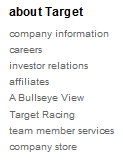 about Target
company information
careers
investor relations
affiliates
A Bullseye View
Target Racing
team member services
company store